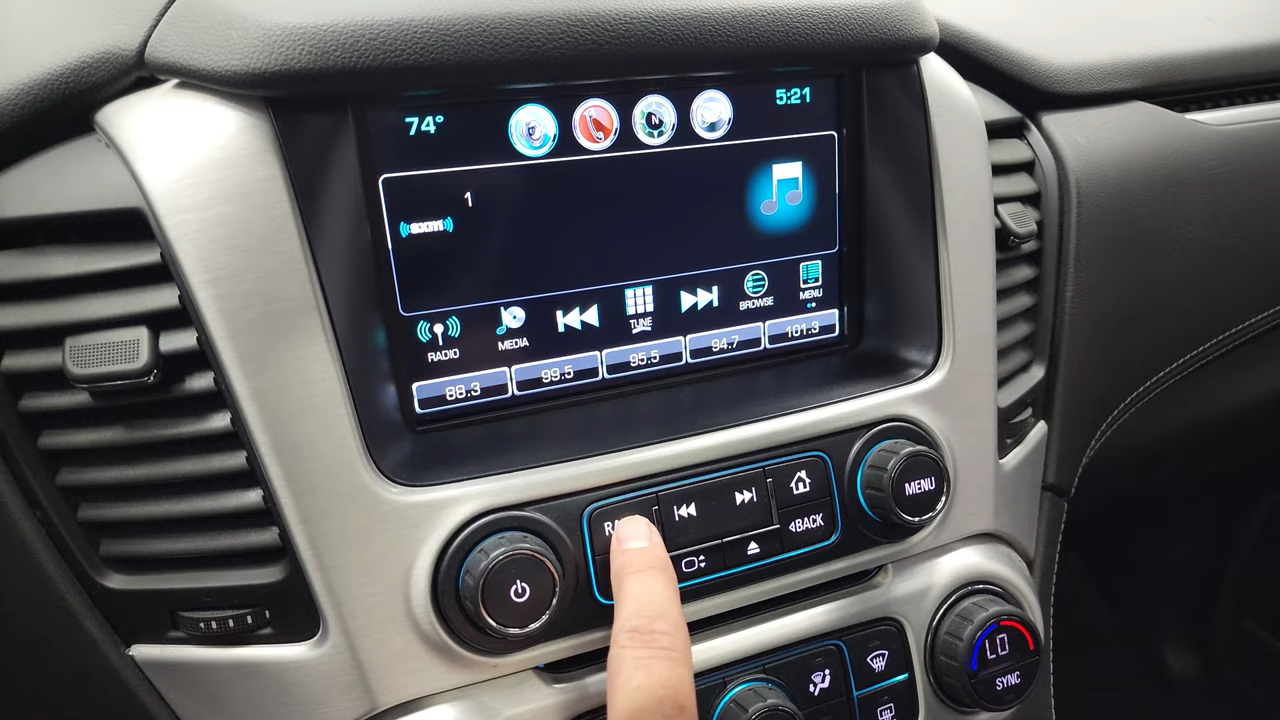 74°
N
5:21
1
sxm
RADIO
MEDIA
TUNE
BROWSE
MENU
88.3
99.5
95.5
94.7
101.3
MENU
BACK
LO
SYNC